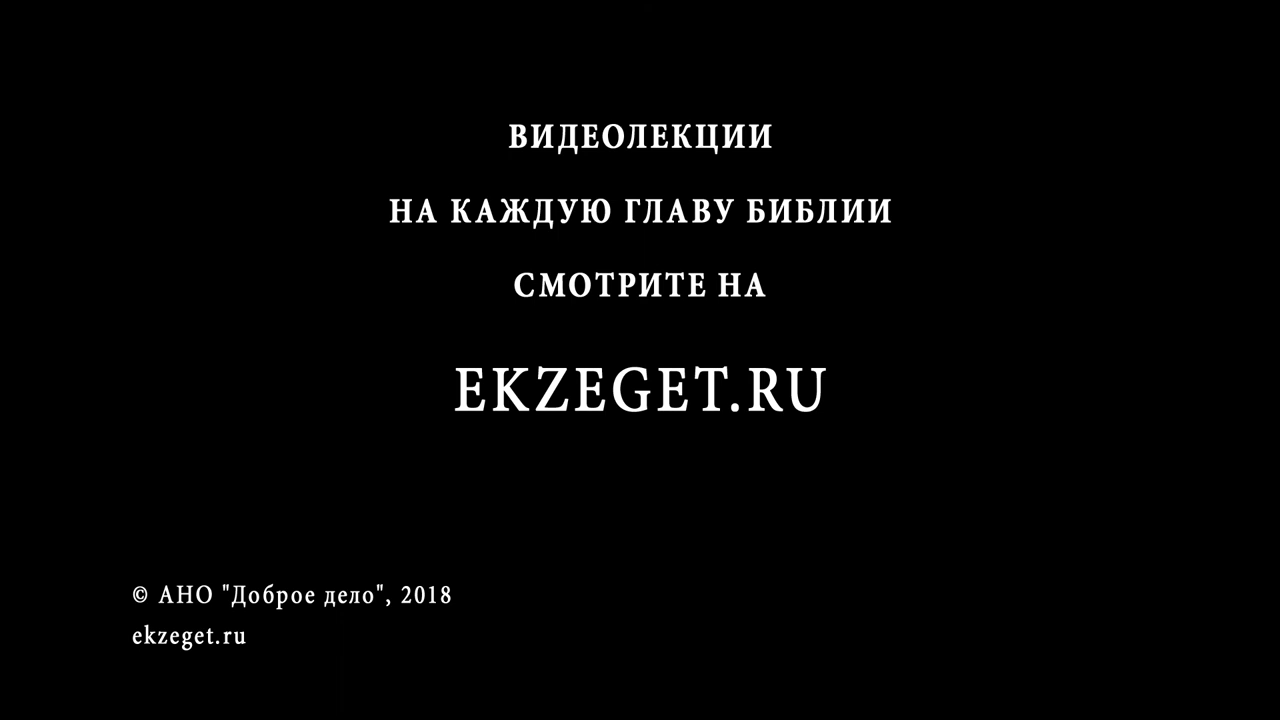 ВИДЕОЛЕКЦИИ
НА КАЖДУЮ ГЛАВУ БИБЛИИ
СМОТРИТЕ НА
EKZEGET.RU
© АНО "Доброе дело", 2018
ekzeget.ru